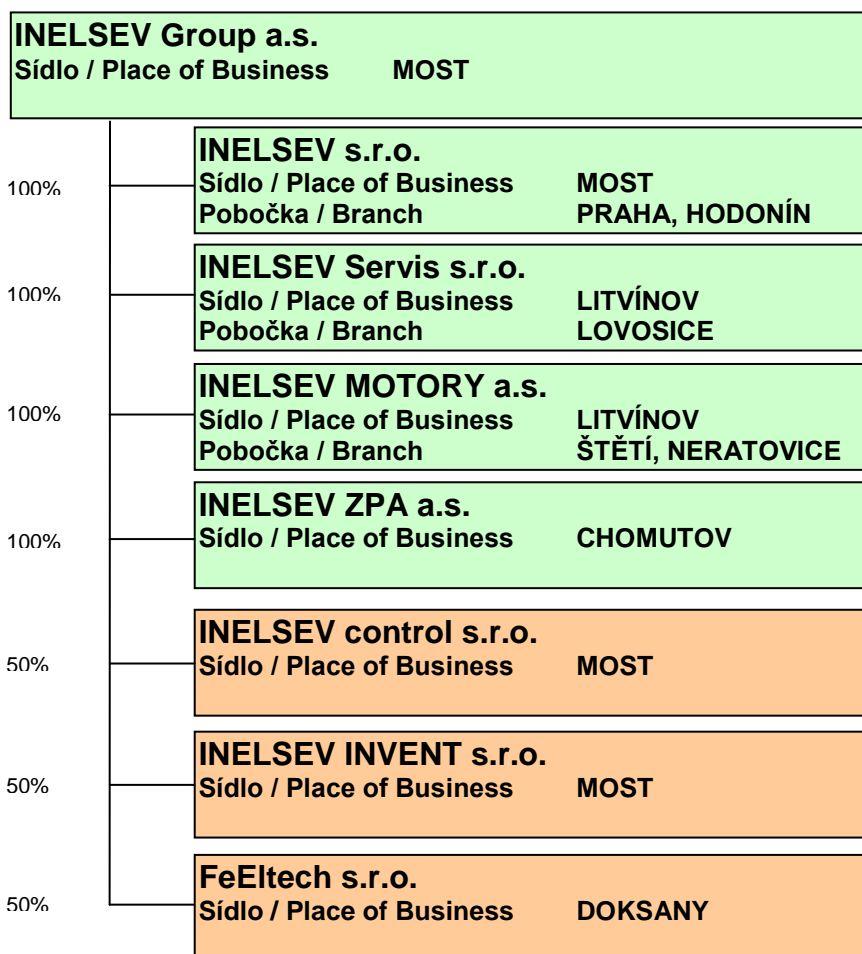 INELSEV Group a.s.
Sídlo / Place of Business MOST
100%
INELSEV s.r.o.
Sídlo / Place of Business MOST
Pobočka / Branch PRAHA, HODONÍN
100%
INELSEV Servis s.r.o.
Sídlo / Place of Business LITVÍNOV
Pobočka / Branch LOVOSICE
100%
INELSEV MOTORY a.s.
Sídlo / Place of Business LITVÍNOV
Pobočka / Branch ŠTĚTÍ, NERATOVICE
100%
INELSEV ZPA a.s.
Sídlo / Place of Business CHOMUTOV
50%
INELSEV control s.r.o.
Sídlo / Place of Business MOST
50%
INELSEV INVENT s.r.o.
Sídlo / Place of Business MOST
50%
FeEltech s.r.o.
Sídlo / Place of Business DOKSANY